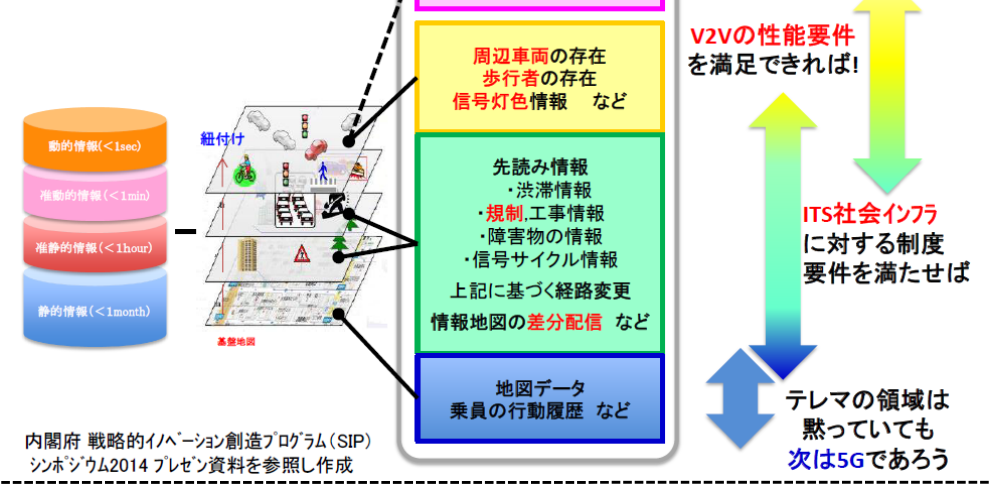 V2Vの性能要件
を満足できれば!
周辺車両の存在
歩行者の存在
信号灯色情報 など
紐付け
動的情報(<1sec)
准動的情報(<1min)
准静的情報(<1hour)
静的情報(<1month)
先読み情報
・渋滞情報
・規制,工事情報
・障害物の情報
・信号サイクル情報
上記に基づく経路変更
情報地図の差分配信 など
ITS社会インフラ
に対する制度
要件を満たせば
基盤地図
地図データ
乗員の行動履歴 など
テレマの領域は
黙っていても
次は5Gであろう
内閣府 戦略的イノベーション創造プログラム(SIP)
シンポジウム2014 プレゼン資料を参照し作成